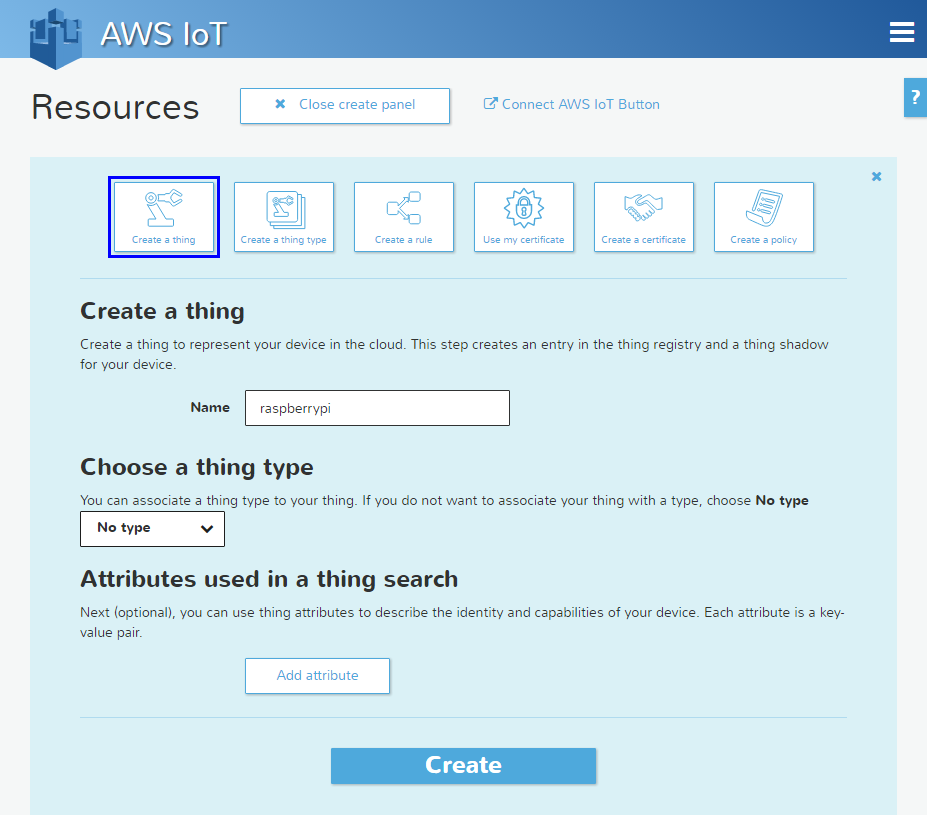 AWS IoT
Resources
Close create panel
Connect AWS IoT Button
?
Create a thing
Create a thing type
Create a rule
Use my certificate
Create a certificate
Create a policy
Create a thing
Create a thing to represent your device in the cloud. This step creates an entry in the thing registry and a thing shadow
for your device.
Name
raspberrypi
Choose a thing type
You can associate a thing type to your thing. If you do not want to associate your thing with a type, choose No type
No type
Attributes used in a thing search
Next (optional), you can use thing attributes to describe the identity and capabilities of your device. Each attribute is a key-
value pair.
Add attribute
Create